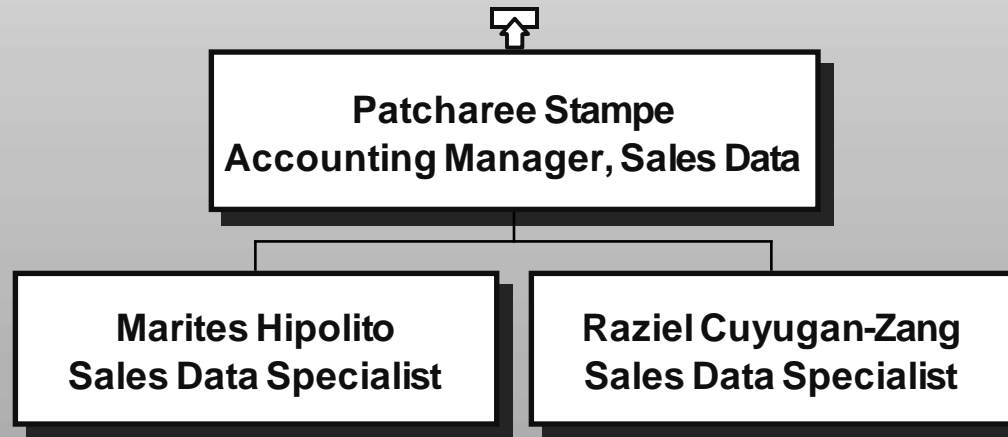 Patcharee Stampe
Accounting Manager, Sales Data
Marites Hipolito
Sales Data Specialist
Raziel Cuyugan-Zang
Sales Data Specialist